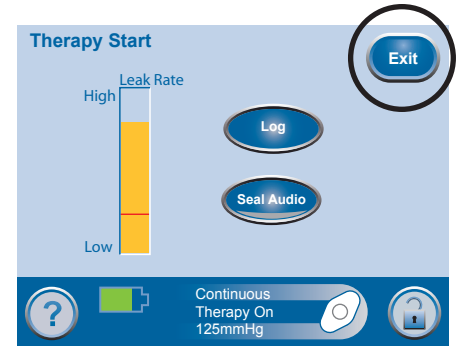 Therapy Start
Exit
Leak Rate
High
Log
Seal Audio
Low
?
Continuous
Therapy On
125mmHg